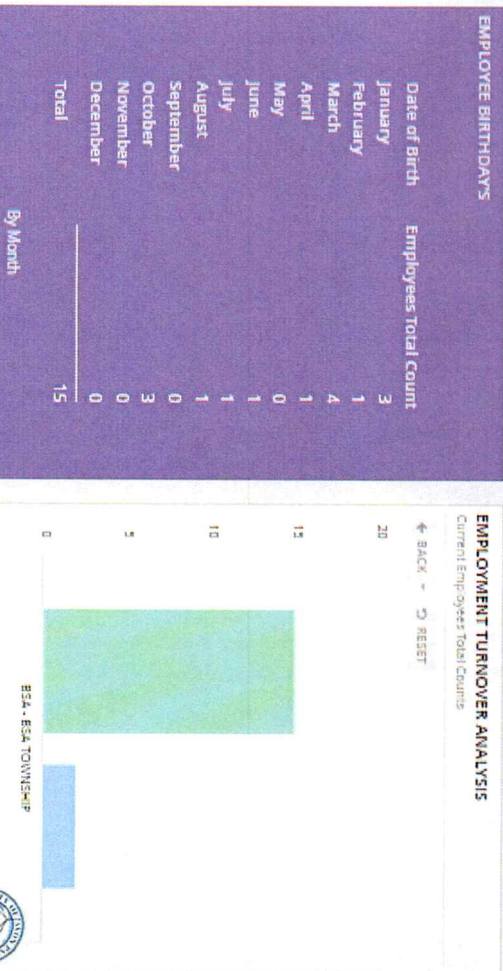 EMPLOYEE BIRTHDAY'S
Date of Birth Employees Total Count
January 3
February 1
March 4
April 1
May 0
June 1
July 1
August 1
September 0
October 3
November 0
December 0
Total 15
By Month
EMPLOYMENT TURNOVER ANALYSIS
Current Employees Total Counts
BACK RESET
20
15
10
5
0
BSA - BSA TOWNSHIP